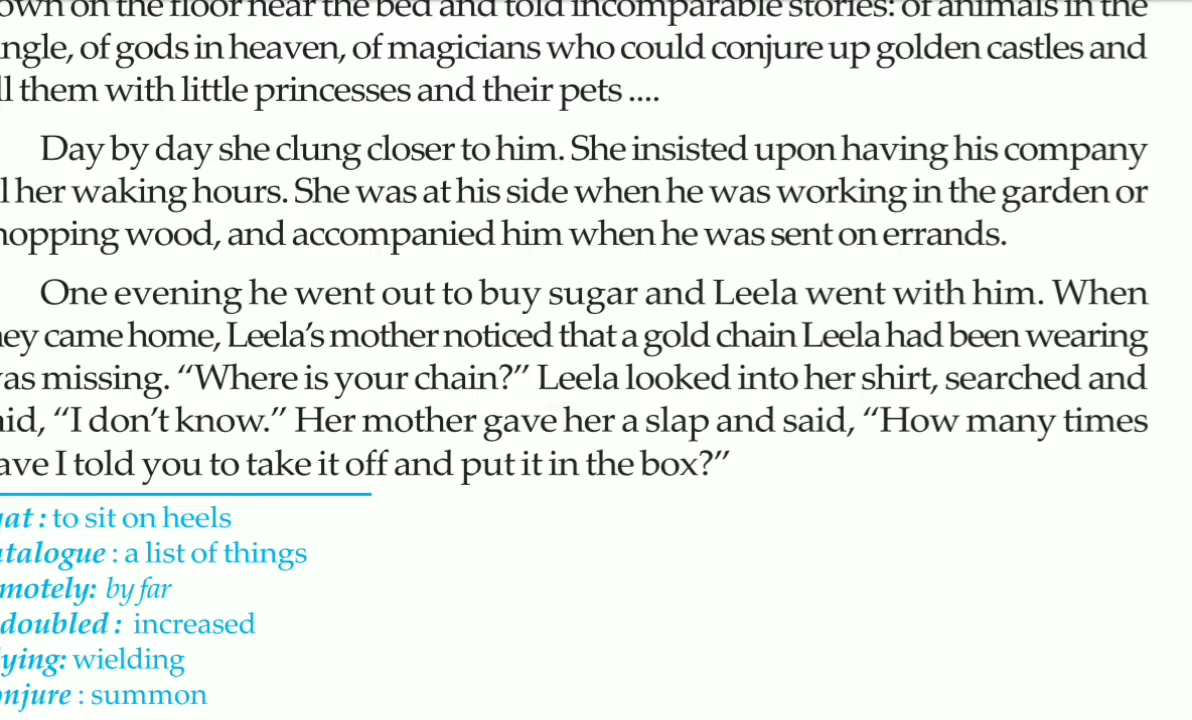 own on the floor near the bed and told incomparable stories: of animals in the
ngle, of gods in heaven, of magicians who could conjure up golden castles and
ll them with little princesses and their pets ....
Day by day she clung closer to him. She insisted upon having his company
l her waking hours. She was at his side when he was working in the garden or
hopping wood, and accompanied him when he was sent on errands.
One evening he went out to buy sugar and Leela went with him. When
hey came home, Leela’s mother noticed that a gold chain Leela had been wearing
as missing. “Where is your chain?” Leela looked into her shirt, searched and
aid, “I don’t know.” Her mother gave her a slap and said, “How many times
ave I told you to take it off and put it in the box?”
uat : to sit on heels
atalogue : a list of things
motely: by far
doubled : increased
lying: wielding
onjure : summon